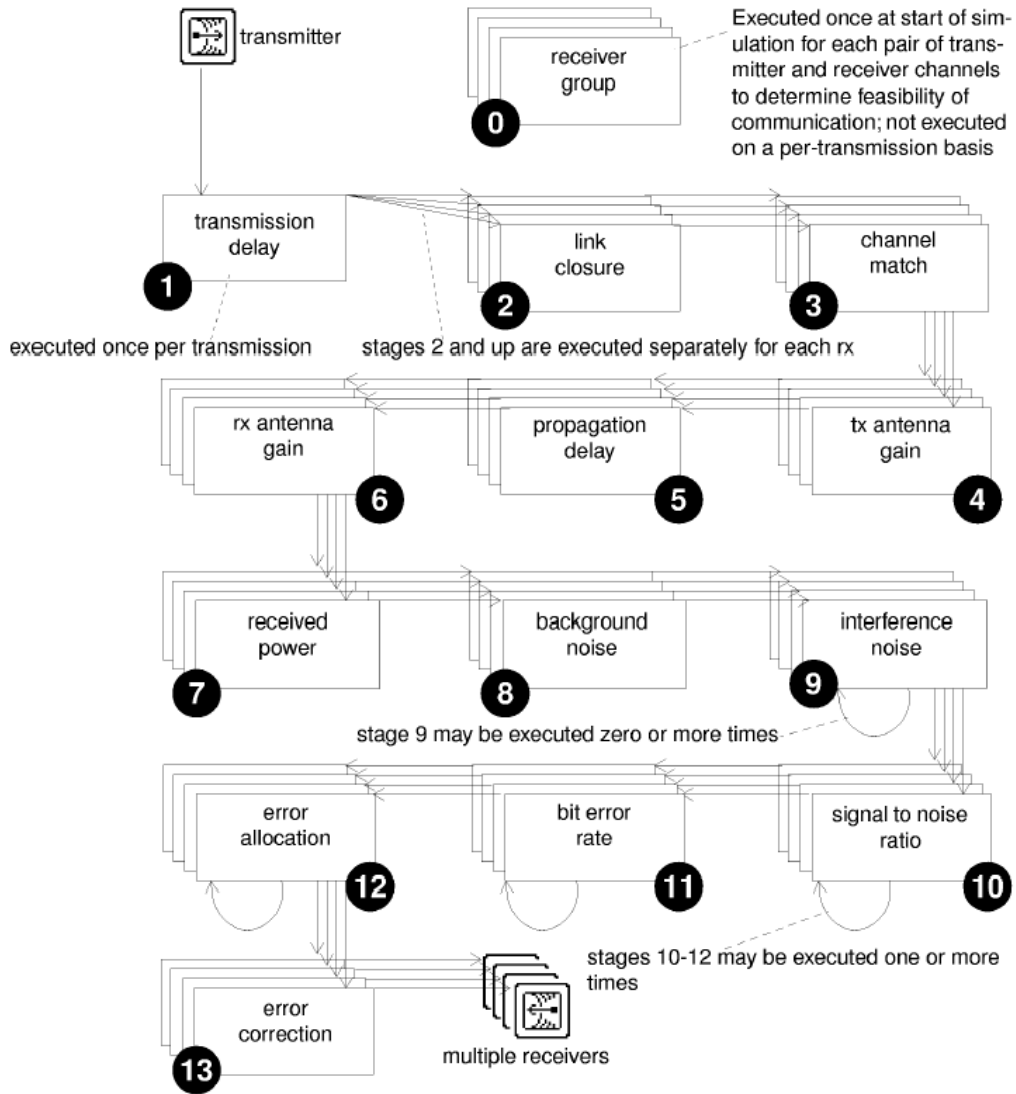 transmitter
receiver
group
0
Executed once at start of sim-
ulation for each pair of trans-
mitter and receiver channels
to determine feasibility of
communication; not executed
on a per-transmission basis
transmission
delay
1
link
closure
2
channel
match
3
executed once per transmission
stages 2 and up are executed separately for each rx
rx antenna
gain
6
propagation
delay
5
tx antenna
gain
4
received
power
7
background
noise
8
interference
noise
9
stage 9 may be executed zero or more times
error
allocation
12
bit error
rate
11
signal to noise
ratio
10
stages 10-12 may be executed one or more
times
error
correction
13
multiple receivers